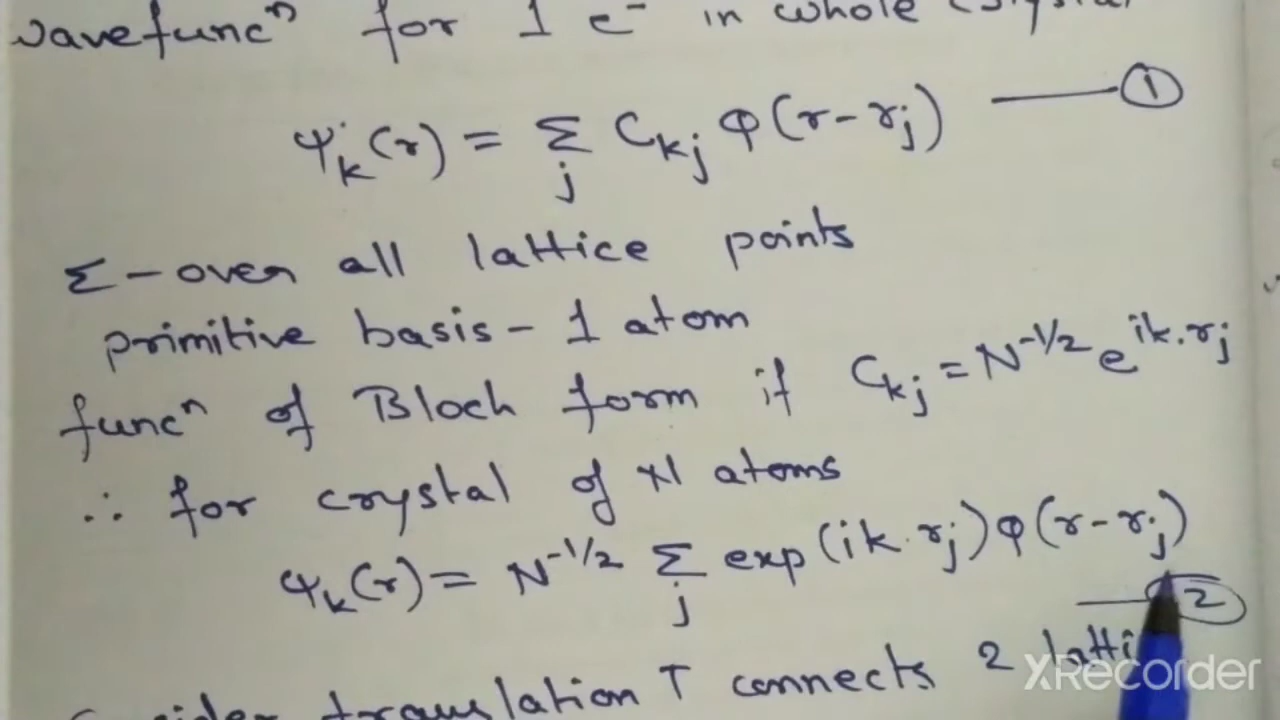 wavefuncⁿ for 1 e⁻ in whole crystal
ψₖ(r) = Σⱼ Cₖⱼ φ(r - rⱼ) —— ①
Σ - over all lattice points
primitive basis - 1 atom
funcⁿ of Bloch form if Cₖⱼ = N^(-1/2) e^(ik·rⱼ)
∴ for crystal of N atoms
ψₖ(r) = N^(-1/2) Σⱼ exp(ik·rⱼ) φ(r - rⱼ)
—— ②
translation T connects 2
XRecorder